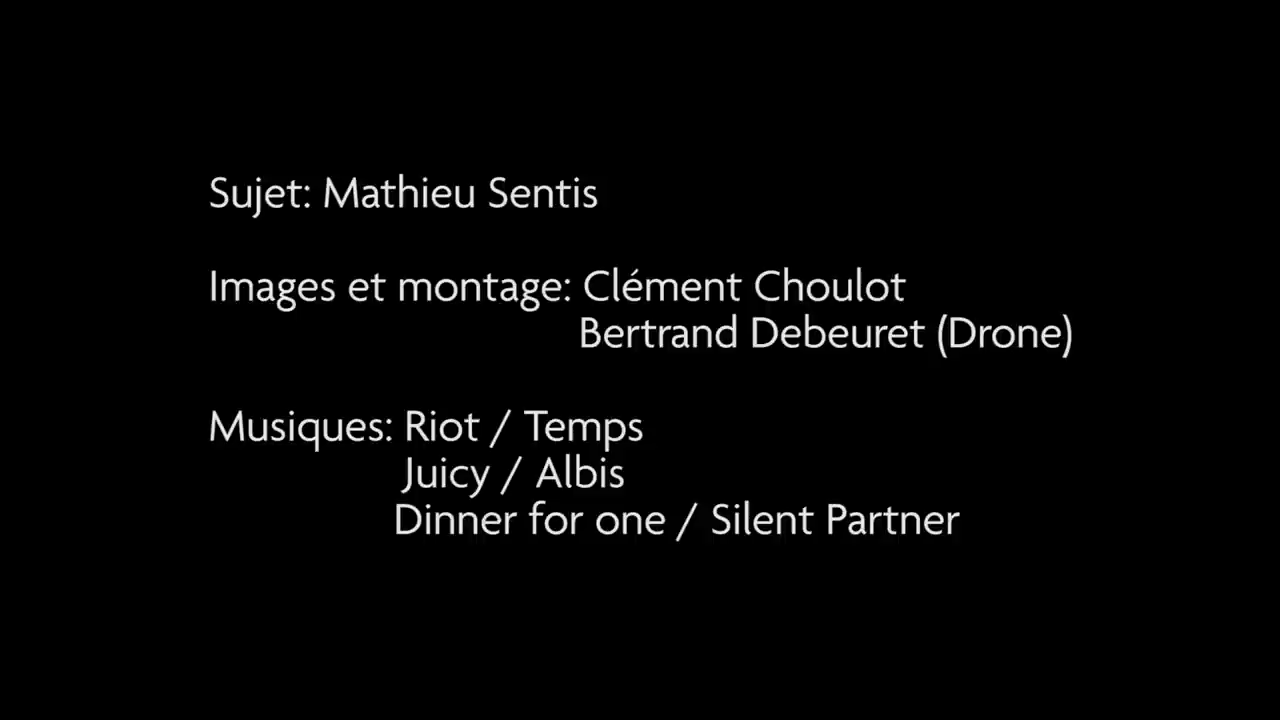 Sujet: Mathieu Sentis
Images et montage: Clément Choulot
Bertrand Debeuret (Drone)
Musiques: Riot / Temps
Juicy / Albis
Dinner for one / Silent Partner